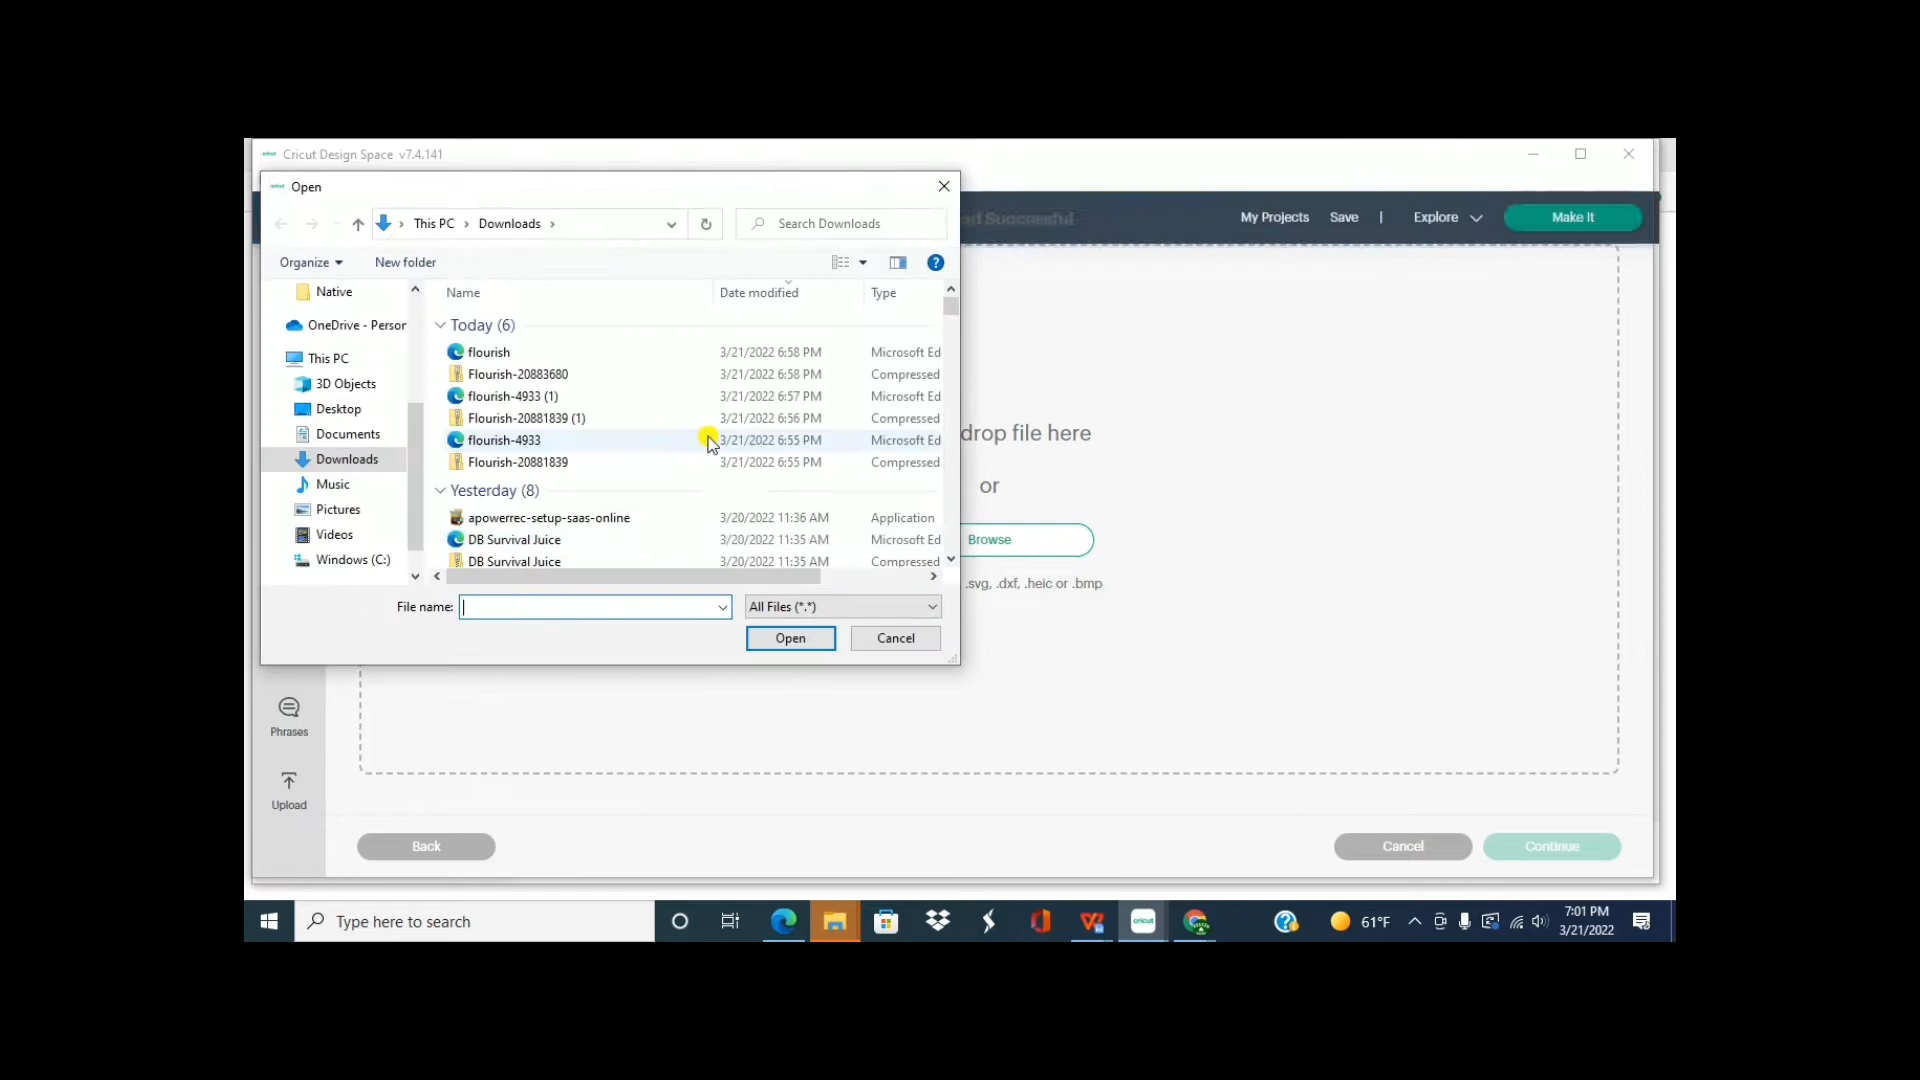 Cricut Design Space v7.4.141
cricut Open
This PC > Downloads >
Search Downloads
ad Successful
My Projects Save | Explore Make It
Organize New folder
Name Date modified Type
Native
OneDrive - Person
This PC
3D Objects
Desktop
Documents
Downloads
Music
Pictures
Videos
Windows (C:)
Today (6)
flourish 3/21/2022 6:58 PM Microsoft Ed
Flourish-20883680 3/21/2022 6:58 PM Compressed
flourish-4933 (1) 3/21/2022 6:57 PM Microsoft Ed
Flourish-20881839 (1) 3/21/2022 6:56 PM Compressed
flourish-4933 3/21/2022 6:55 PM Microsoft Ed
Flourish-20881839 3/21/2022 6:55 PM Compressed
Yesterday (8)
apowerrec-setup-saas-online 3/20/2022 11:36 AM Application
DB Survival Juice 3/20/2022 11:35 AM Microsoft Ed
DB Survival Juice 3/20/2022 11:35 AM Compressed
File name: All Files (*.*)
Open Cancel
drop file here
or
Browse
.svg, .dxf, .heic or .bmp
Phrases
Upload
Back Cancel Continue
Type here to search
cricut
61°F
7:01 PM
3/21/2022